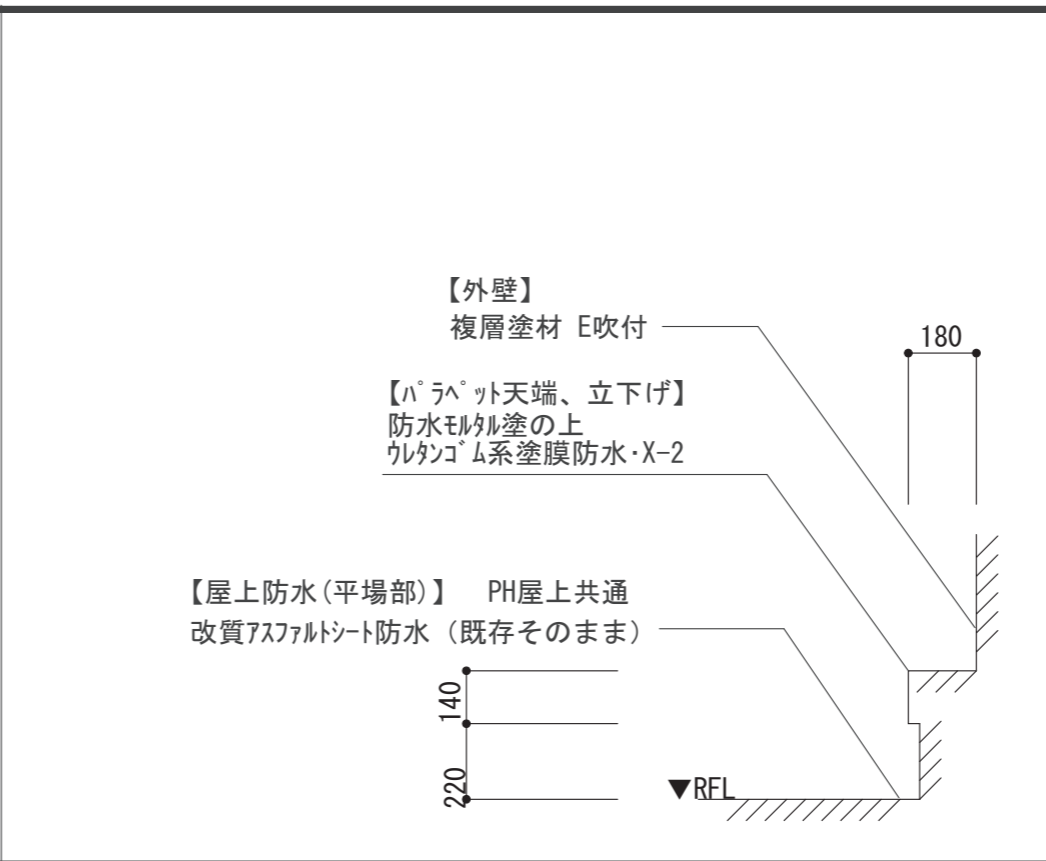 【外壁】
複層塗材 E吹付
180
【ﾊﾟﾗﾍﾟｯﾄ天端、立下げ】
防水ﾓﾙﾀﾙ塗の上
ｳﾚﾀﾝｺﾞﾑ系塗膜防水･X-2
【屋上防水(平場部)】 PH屋上共通
改質ｱｽﾌｧﾙﾄｼｰﾄ防水（既存そのまま）
140
220
▼RFL